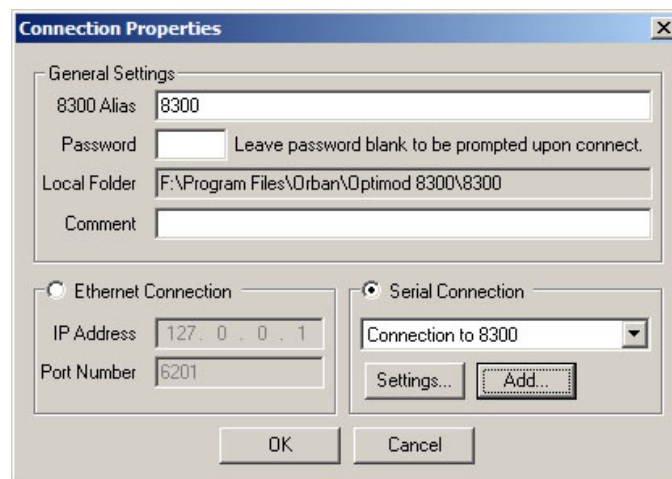 Connection Properties
General Settings
8300 Alias 8300
Password Leave password blank to be prompted upon connect.
Local Folder F:\Program Files\Orban\Optimod 8300\8300
Comment
Ethernet Connection
IP Address 127. 0 . 0 . 1
Port Number 6201
Serial Connection
Connection to 8300
Settings... Add...
OK Cancel